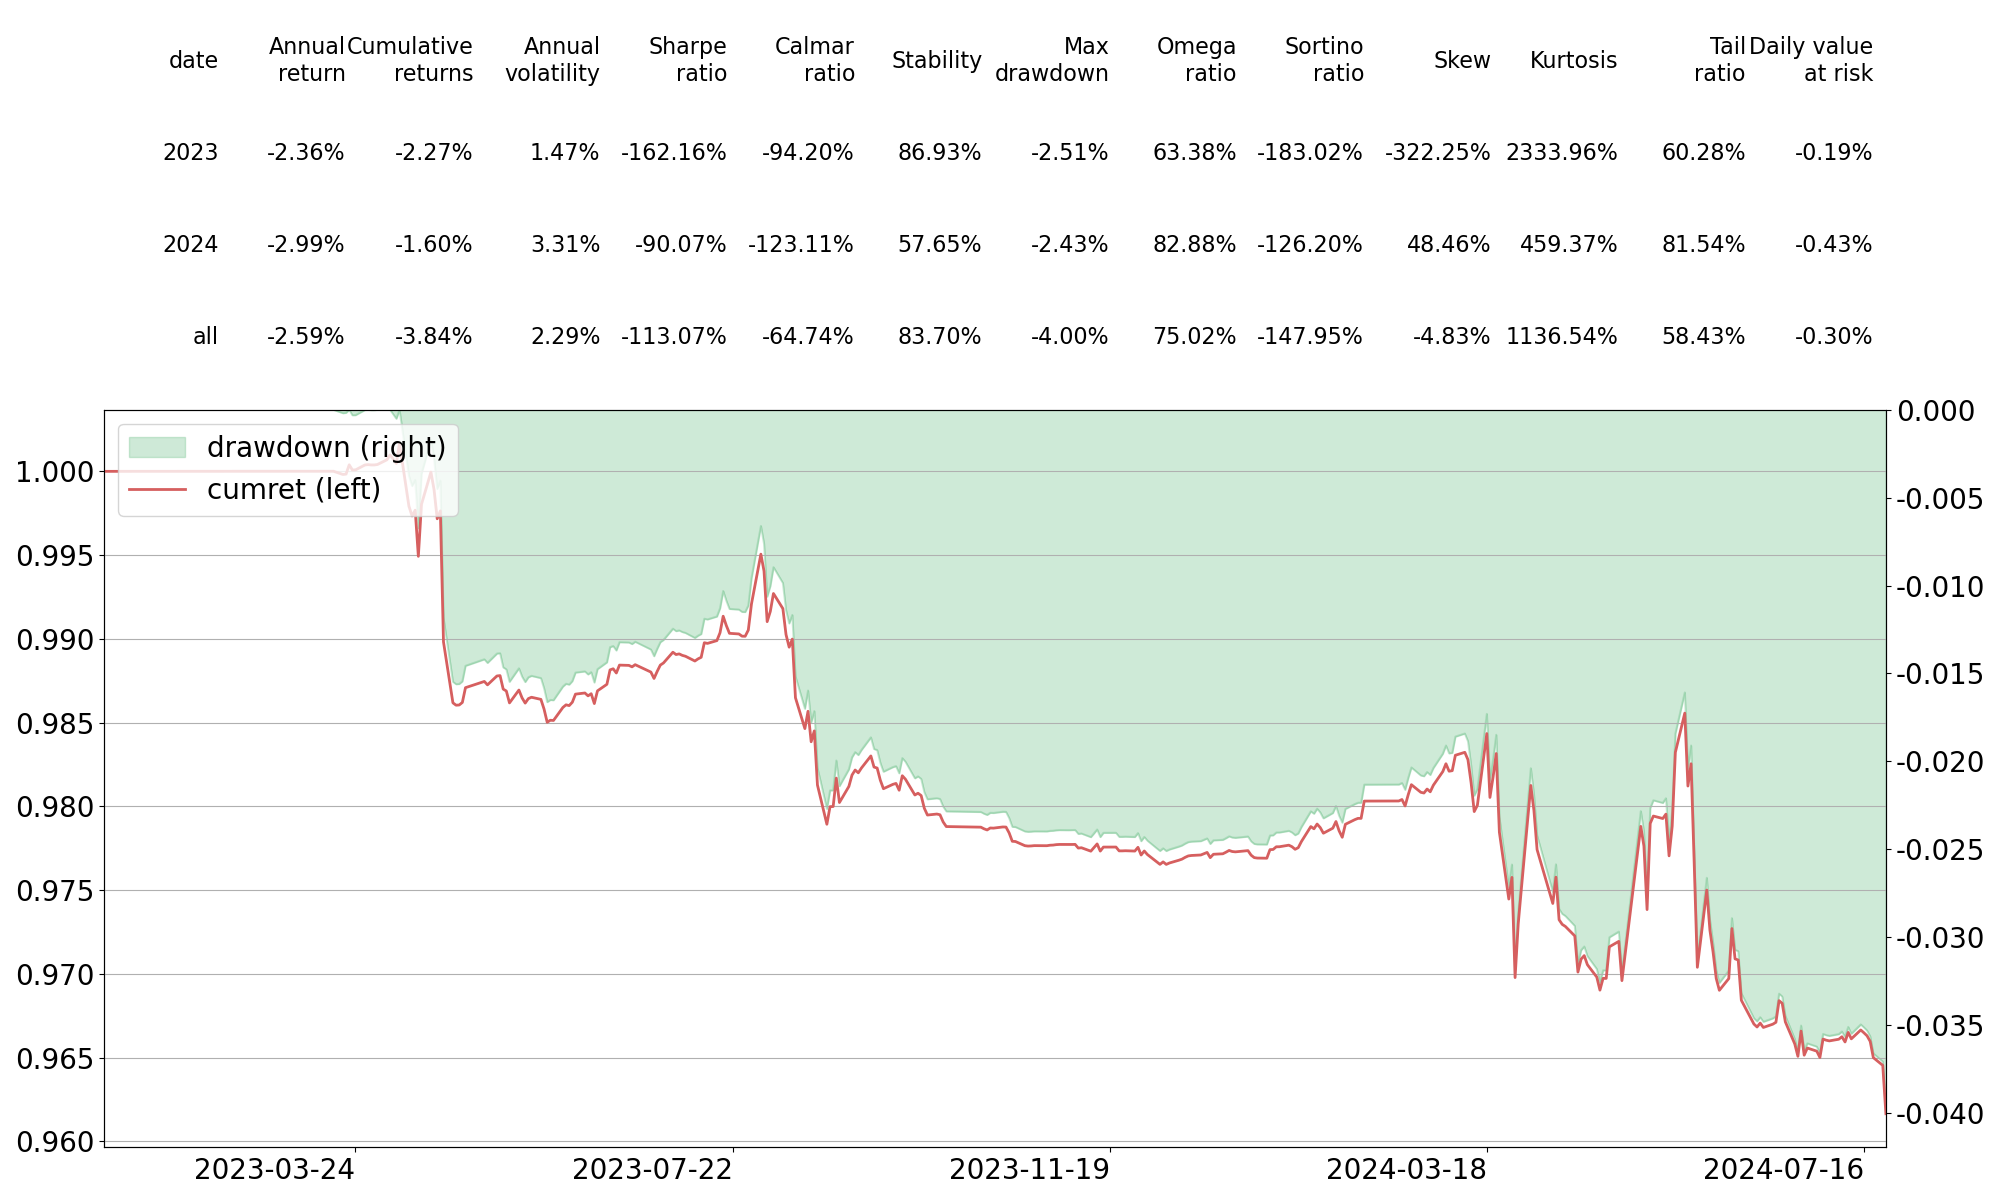 date Annual return Cumulative returns Annual volatility Sharpe ratio Calmar ratio Stability Max drawdown Omega ratio Sortino ratio Skew Kurtosis Tail ratio Daily value at risk
2023 -2.36% -2.27% 1.47% -162.16% -94.20% 86.93% -2.51% 63.38% -183.02% -322.25% 2333.96% 60.28% -0.19%
2024 -2.99% -1.60% 3.31% -90.07% -123.11% 57.65% -2.43% 82.88% -126.20% 48.46% 459.37% 81.54% -0.43%
all -2.59% -3.84% 2.29% -113.07% -64.74% 83.70% -4.00% 75.02% -147.95% -4.83% 1136.54% 58.43% -0.30%
drawdown (right)
cumret (left)
1.000
0.995
0.990
0.985
0.980
0.975
0.970
0.965
0.960
0.000
-0.005
-0.010
-0.015
-0.020
-0.025
-0.030
-0.035
-0.040
2023-03-24 2023-07-22 2023-11-19 2024-03-18 2024-07-16